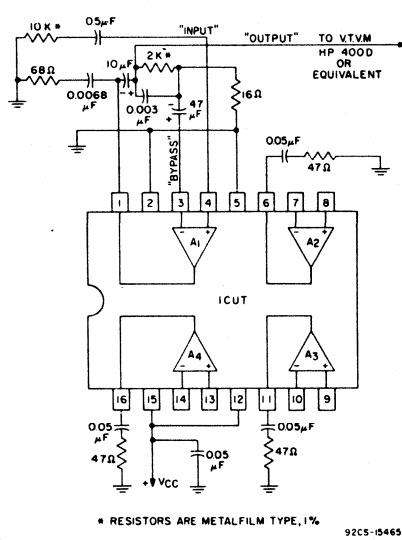 10 K* 05µF "INPUT"
"OUTPUT" TO V.T.V.M
HP 400D
OR
EQUIVALENT
68Ω 10µF 2K*
0.0068
µF
- +
0.003
µF
-
+
47
µF
16Ω
"BYPASS"
0.05µF
47Ω
1 2 3 4 5 6 7 8
- + - +
A1 A2
ICUT
A4 A3
- + - +
16 15 14 13 12 11 10 9
0.05
µF
47Ω
0.05
µF
0.05µF
47Ω
+ VCC
* RESISTORS ARE METALFILM TYPE, 1%
92CS-15465